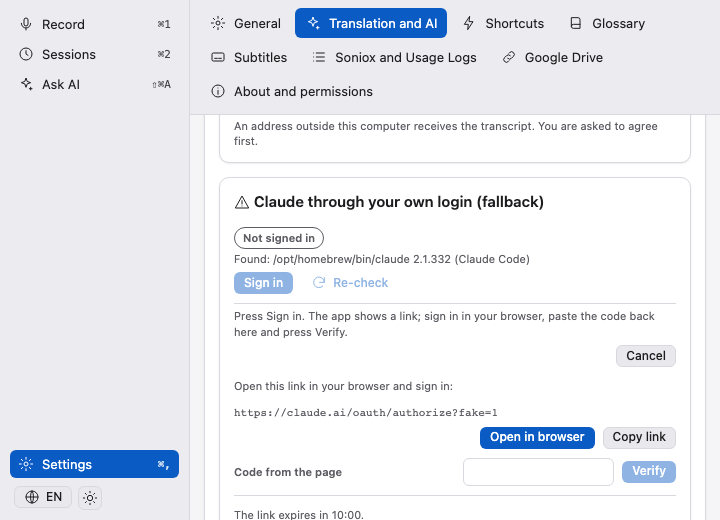 Record ⌘1
Sessions ⌘2
Ask AI ⇧⌘A
Settings ⌘,
EN
General
Translation and AI
Shortcuts
Glossary
Subtitles
Soniox and Usage Logs
Google Drive
About and permissions
An address outside this computer receives the transcript. You are asked to agree
first.
Claude through your own login (fallback)
Not signed in
Found: /opt/homebrew/bin/claude 2.1.332 (Claude Code)
Sign in
Re-check
Press Sign in. The app shows a link; sign in in your browser, paste the code back
here and press Verify.
Cancel
Open this link in your browser and sign in:
https://claude.ai/oauth/authorize?fake=1
Open in browser
Copy link
Code from the page
Verify
The link expires in 10:00.